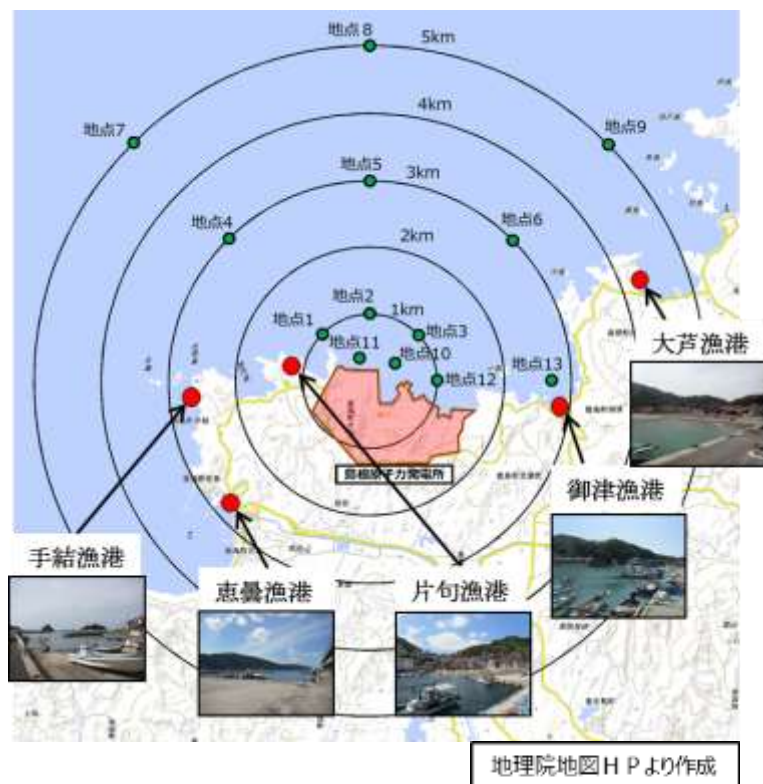 地点8
5km
地点7
4km
地点9
地点5
3km
地点4
地点6
2km
地点2
1km
地点1
地点3
地点11
地点10
地点13
地点12
大芦漁港
島根原子力発電所
御津漁港
手結漁港
恵曇漁港
片句漁港
地理院地図HPより作成